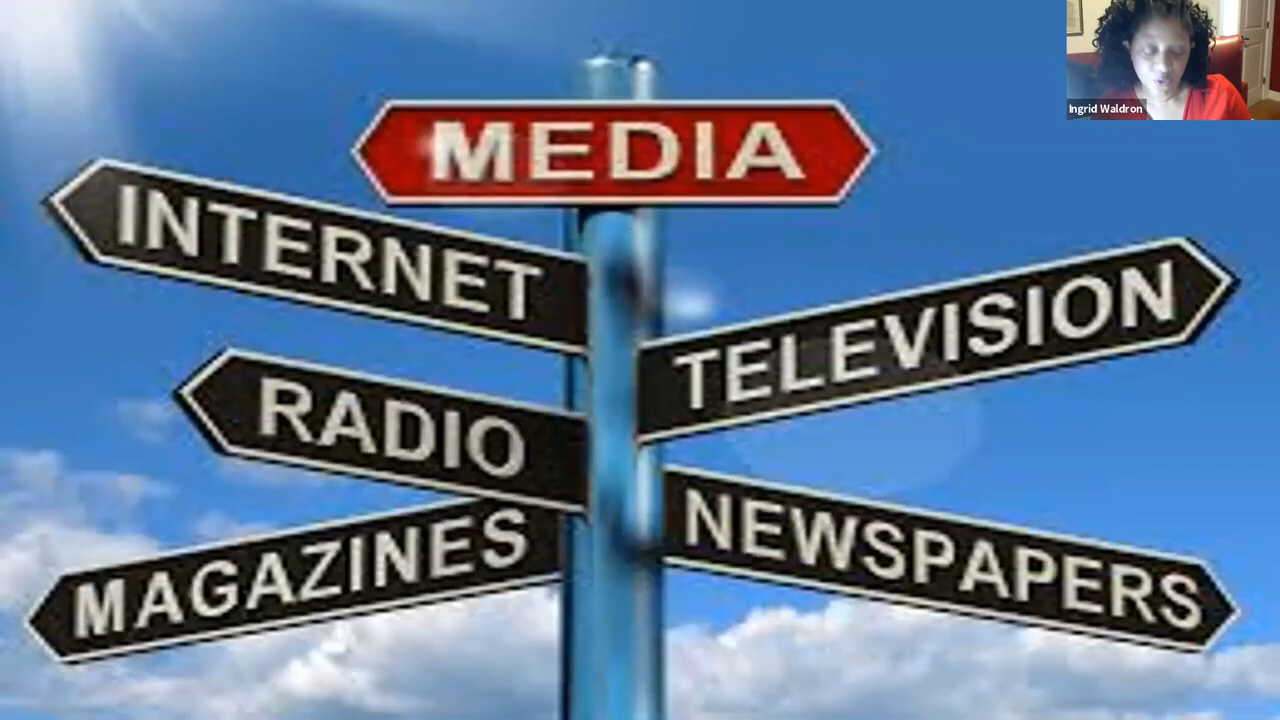 MEDIA
INTERNET
TELEVISION
RADIO
NEWSPAPERS
MAGAZINES
Ingrid Waldron